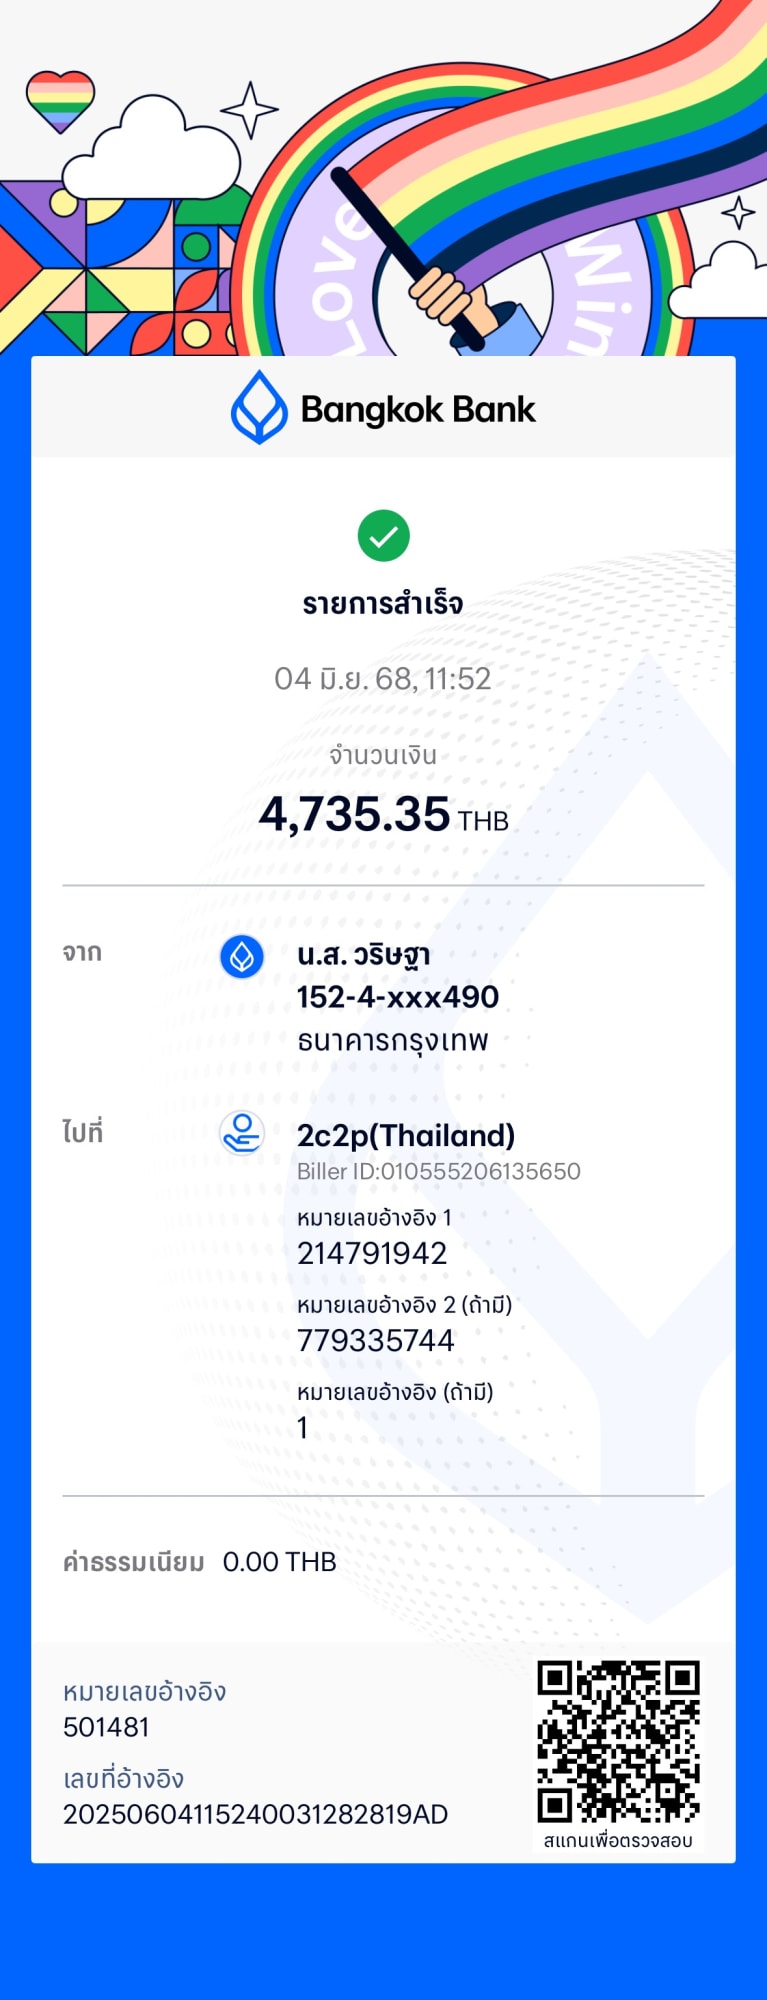 Love Win
Bangkok Bank
รายการสำเร็จ
04 มิ.ย. 68, 11:52
จำนวนเงิน
4,735.35 THB
จาก
น.ส. วริษฐา
152-4-xxx490
ธนาคารกรุงเทพ
ไปที่
2c2p(Thailand)
Biller ID:010555206135650
หมายเลขอ้างอิง 1
214791942
หมายเลขอ้างอิง 2 (ถ้ามี)
779335744
หมายเลขอ้างอิง (ถ้ามี)
1
ค่าธรรมเนียม 0.00 THB
หมายเลขอ้างอิง
501481
เลขที่อ้างอิง
20250604115240031282819AD
สแกนเพื่อตรวจสอบ